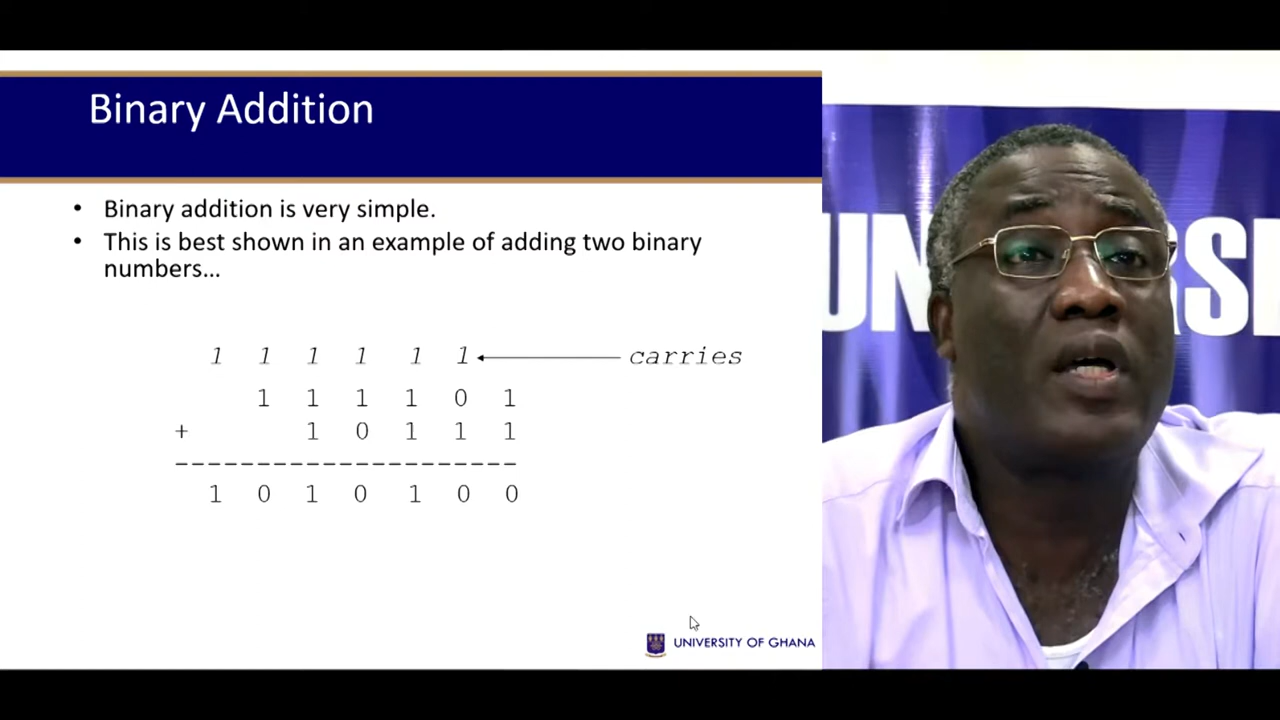 Binary Addition
• Binary addition is very simple.
• This is best shown in an example of adding two binary
numbers...
1 1 1 1 1 1 carries
1 1 1 1 0 1
+ 1 0 1 1 1
--------------------
1 0 1 0 1 0 0
UNIVERSITY OF GHANA
UN ERSI